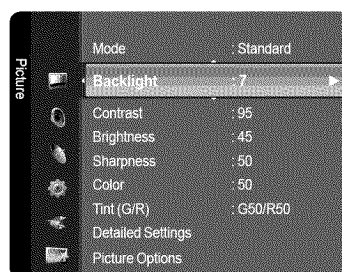 Picture
Mode : Standard
Backlight : 7
Contrast : 95
Brightness : 45
Sharpness : 50
Color : 50
Tint (G/R) : G50/R50
Detailed Settings
Picture Options